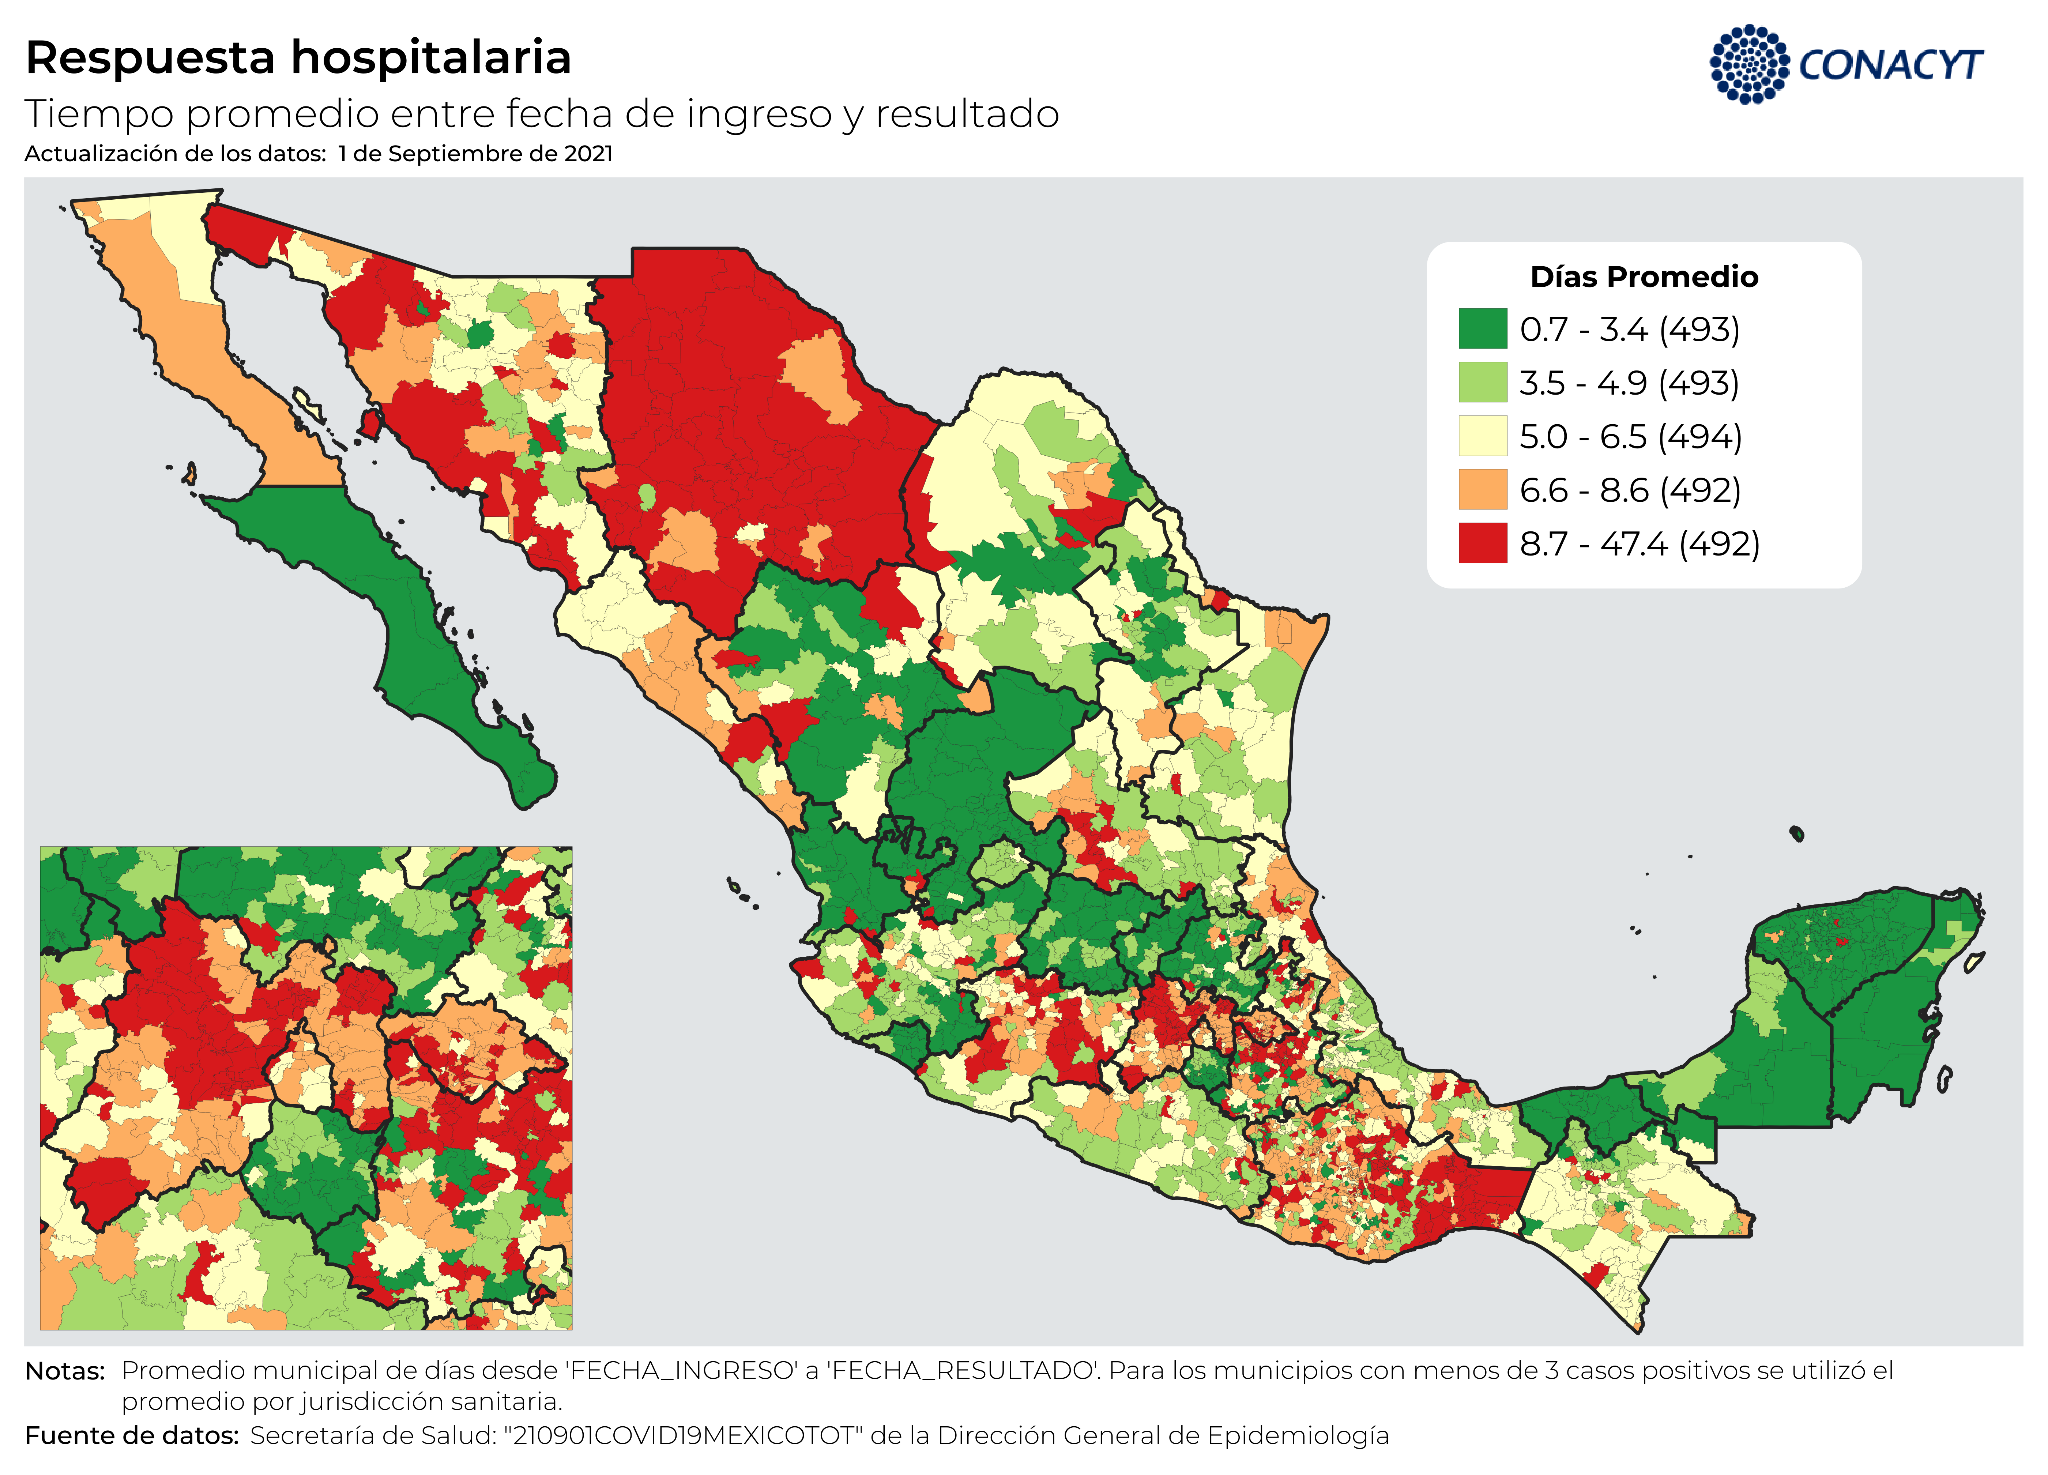 Respuesta hospitalaria
CONACYT
Tiempo promedio entre fecha de ingreso y resultado
Actualización de los datos: 1 de Septiembre de 2021
Días Promedio
0.7 - 3.4 (493)
3.5 - 4.9 (493)
5.0 - 6.5 (494)
6.6 - 8.6 (492)
8.7 - 47.4 (492)
Notas: Promedio municipal de días desde 'FECHA_INGRESO' a 'FECHA_RESULTADO'. Para los municipios con menos de 3 casos positivos se utilizó el
promedio por jurisdicción sanitaria.
Fuente de datos: Secretaría de Salud: "210901COVID19MEXICOTOT" de la Dirección General de Epidemiología